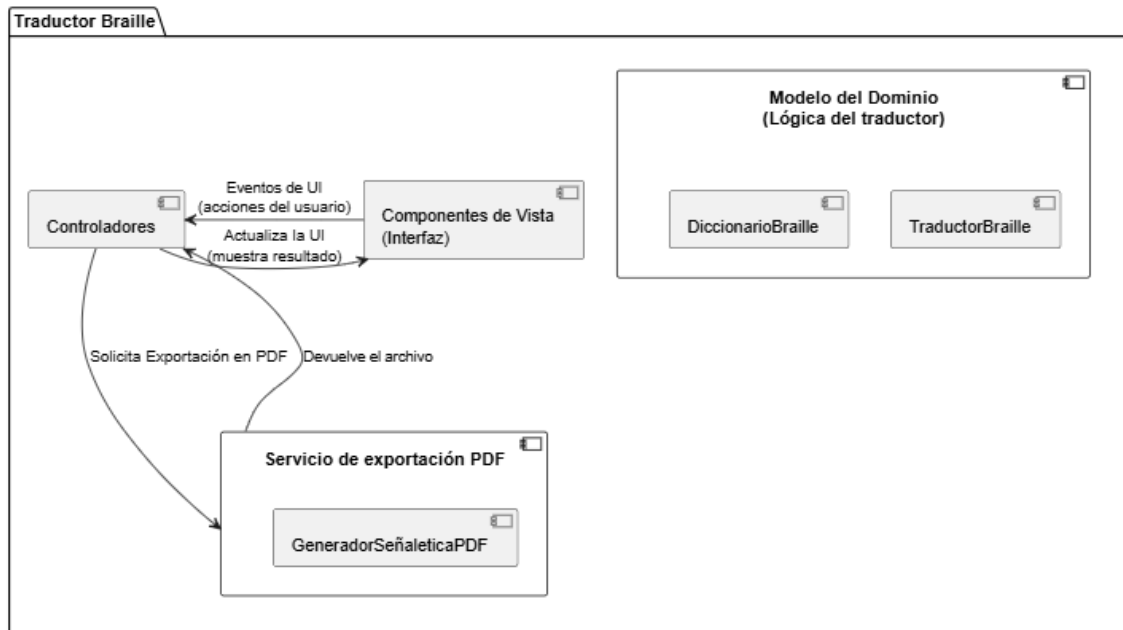 Traductor Braille
Modelo del Dominio
(Lógica del traductor)
DiccionarioBraille
TraductorBraille
Controladores
Eventos de UI
(acciones del usuario)
Componentes de Vista
(Interfaz)
Actualiza la UI
(muestra resultado)
Solicita Exportación en PDF
Devuelve el archivo
Servicio de exportación PDF
GeneradorSeñaleticaPDF